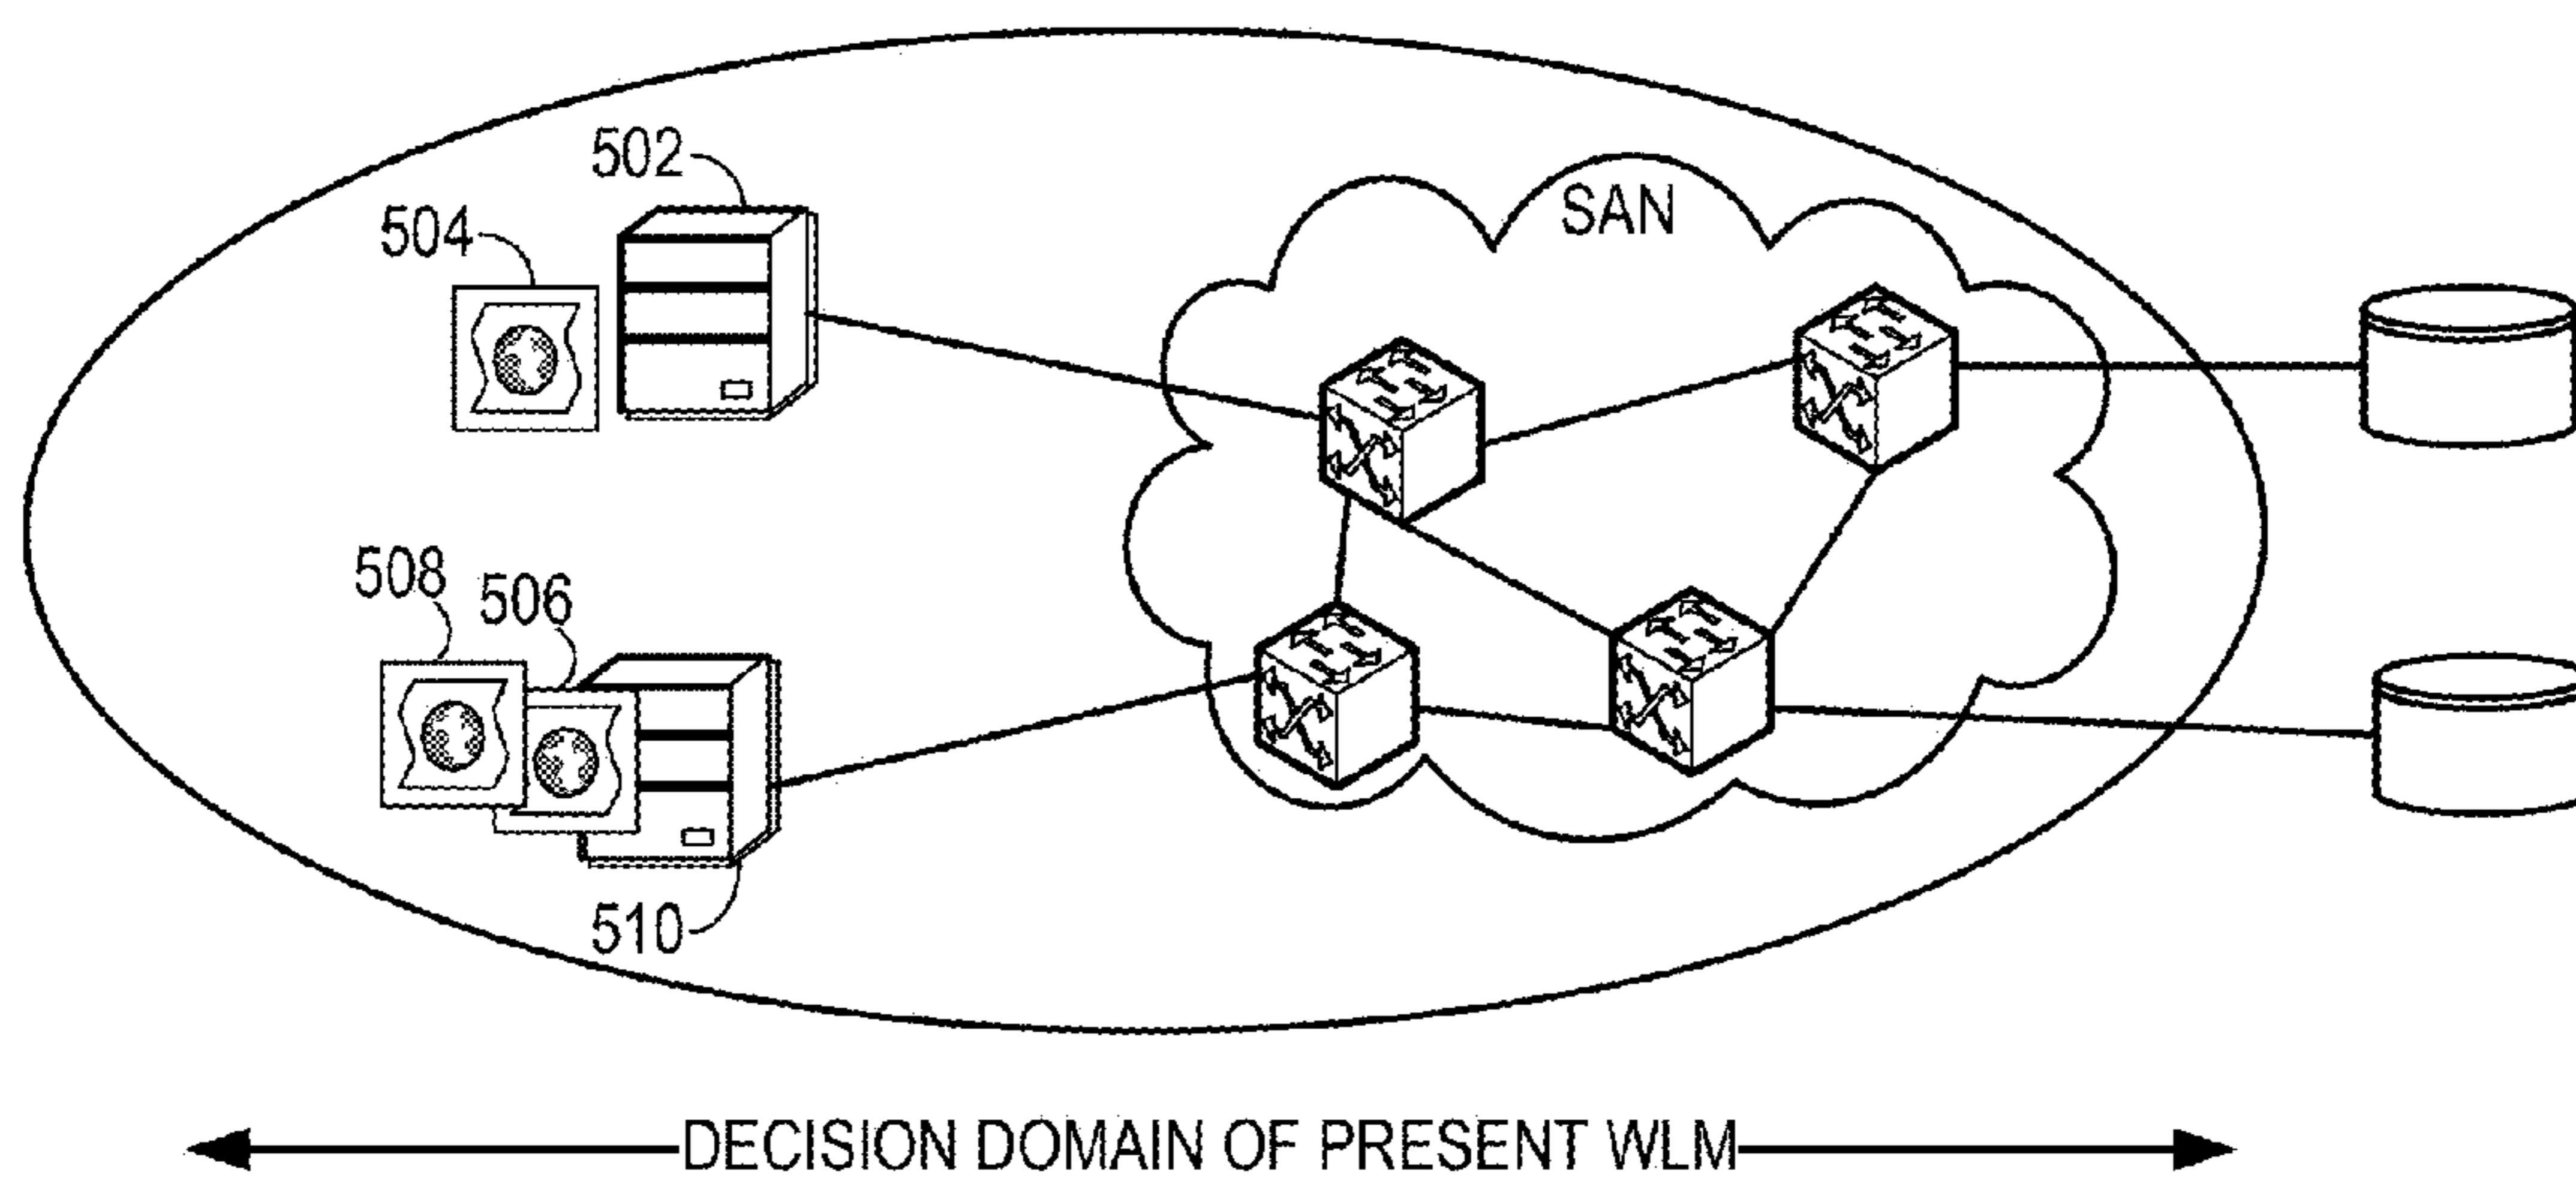 502
SAN
504
508
506
510
DECISION DOMAIN OF PRESENT WLM